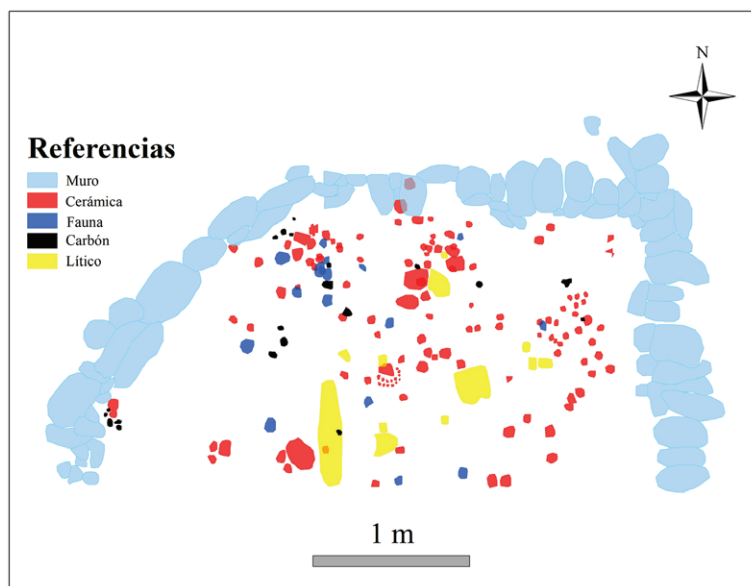 N
Referencias
Muro
Cerámica
Fauna
Carbón
Lítico
1 m